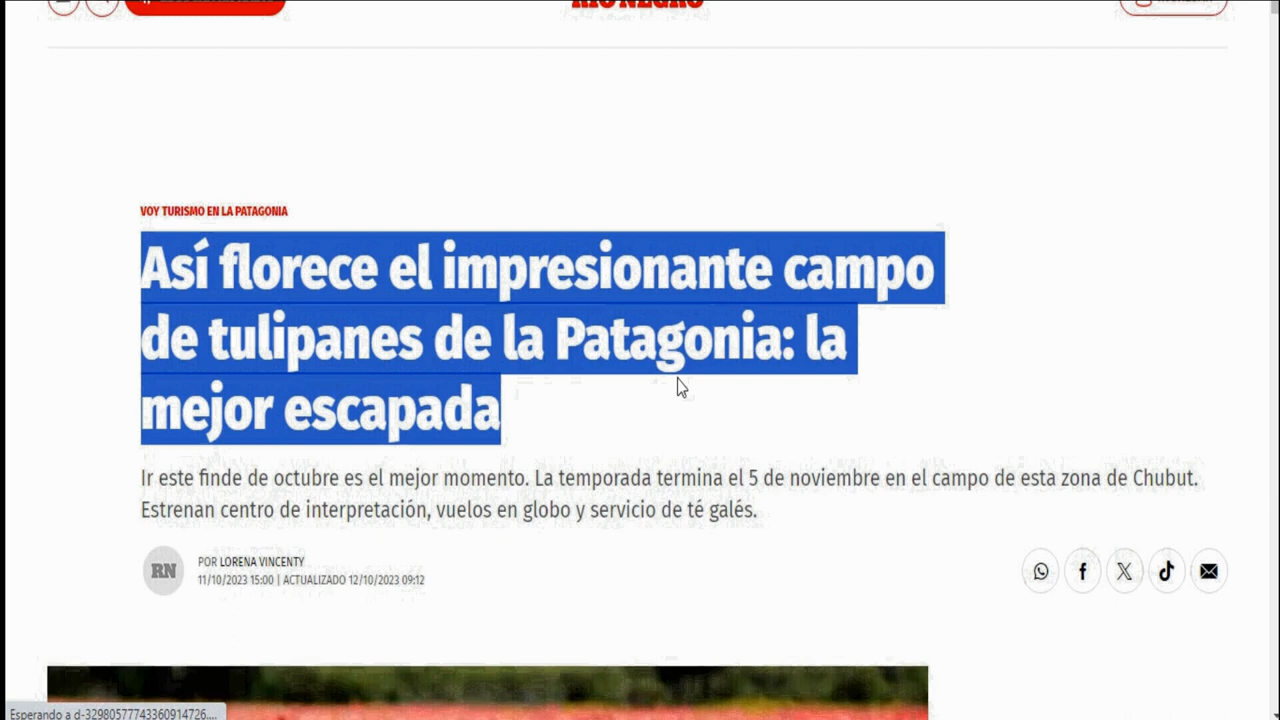 RÍO NEGRO
VOY TURISMO EN LA PATAGONIA
Así florece el impresionante campo
de tulipanes de la Patagonia: la
mejor escapada
Ir este finde de octubre es el mejor momento. La temporada termina el 5 de noviembre en el campo de esta zona de Chubut.
Estrenan centro de interpretación, vuelos en globo y servicio de té galés.
RN
POR LORENA VINCENTY
11/10/2023 15:00 | ACTUALIZADO 12/10/2023 09:12
Esperando a d-32980577743360914726....